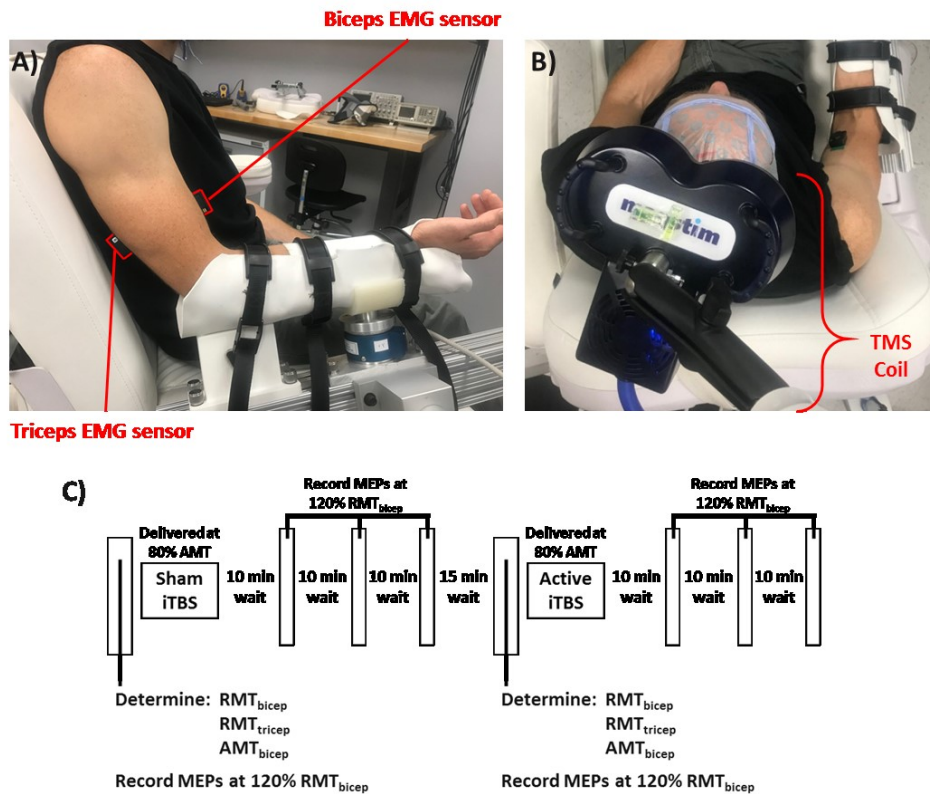 Biceps EMG sensor
A)
B)
TMS
Coil
Triceps EMG sensor
C)
Record MEPs at
120% RMTbicep
Record MEPs at
120% RMTbicep
Delivered at
80% AMT
Delivered at
80% AMT
Sham
iTBS
10 min
wait
10 min
wait
10 min
wait
15 min
wait
Active
iTBS
10 min
wait
10 min
wait
10 min
wait
Determine: RMTbicep
RMTtricep
AMTbicep
Record MEPs at 120% RMTbicep
Determine: RMTbicep
RMTtricep
AMTbicep
Record MEPs at 120% RMTbicep